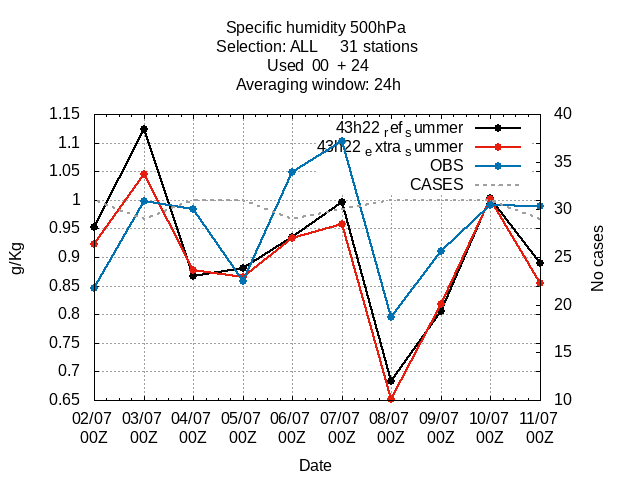 Specific humidity 500hPa
Selection: ALL 31 stations
Used 00 + 24
Averaging window: 24h
1.15 40
43h22 ref summer
1.1
43h22 extra summer
35
OBS
1.05
CASES
1
30
0.95
g/Kg
No cases
0.9 25
0.85
20
0.8
0.75
15
0.7
0.65 10
02/07 03/07 04/07 05/07 06/07 07/07 08/07 09/07 10/07 11/07
00Z 00Z 00Z 00Z 00Z 00Z 00Z 00Z 00Z 00Z
Date